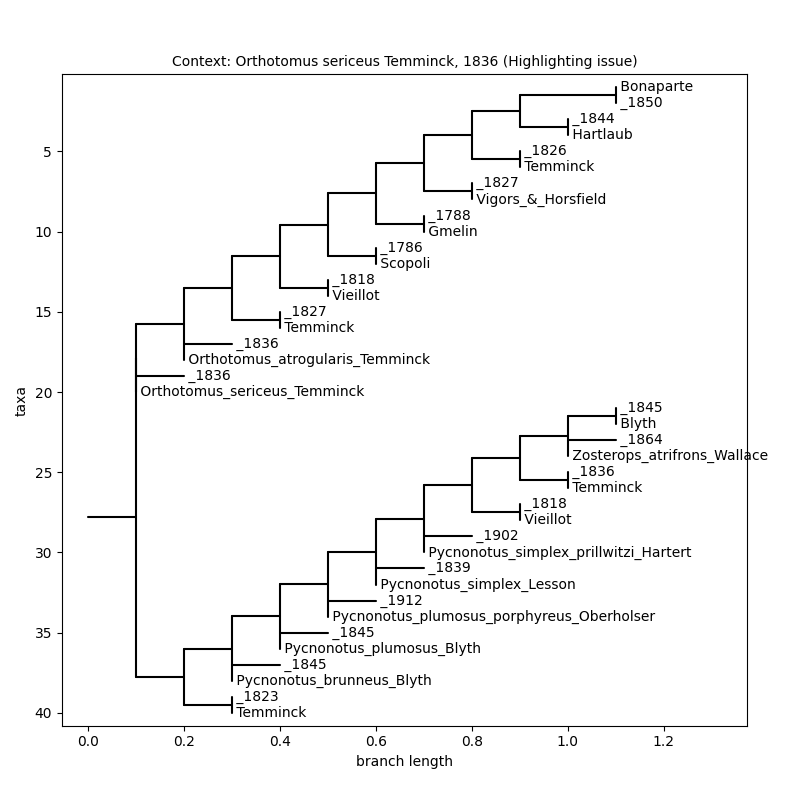 Context: Orthotomus sericeus Temminck, 1836 (Highlighting issue)
Bonaparte
_1850
_1844
Hartlaub
_1826
Temminck
_1827
Vigors_&_Horsfield
_1788
Gmelin
_1786
Scopoli
_1818
Vieillot
_1827
Temminck
_1836
Orthotomus_atrogularis_Temminck
_1836
Orthotomus_sericeus_Temminck
_1845
Blyth
_1864
Zosterops_atrifrons_Wallace
_1836
Temminck
_1818
Vieillot
_1902
Pycnonotus_simplex_prillwitzi_Hartert
_1839
Pycnonotus_simplex_Lesson
_1912
Pycnonotus_plumosus_porphyreus_Oberholser
_1845
Pycnonotus_plumosus_Blyth
_1845
Pycnonotus_brunneus_Blyth
_1823
Temminck
5
10
15
20
25
30
35
40
taxa
0.0 0.2 0.4 0.6 0.8 1.0 1.2
branch length